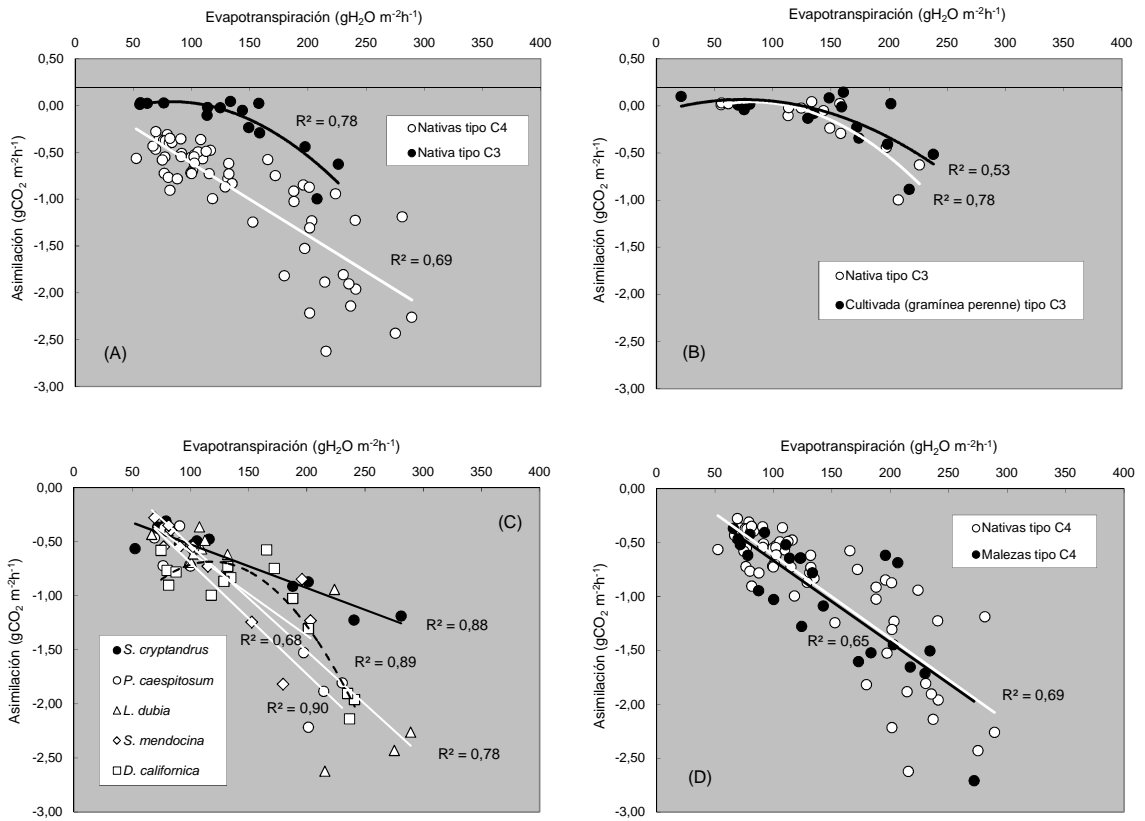 Evapotranspiración (gH₂O m⁻²h⁻¹)
0 50 100 150 200 250 300 350 400
0,50
0,00
-0,50
-1,00
-1,50
-2,00
-2,50
-3,00
Asimilación (gCO₂ m⁻²h⁻¹)
R² = 0,78
Nativas tipo C4
Nativa tipo C3
R² = 0,69
(A)
Evapotranspiración (gH₂O m⁻²h⁻¹)
0 50 100 150 200 250 300 350 400
0,50
0,00
-0,50
-1,00
-1,50
-2,00
-2,50
-3,00
Asimilación (gCO₂ m⁻²h⁻¹)
R² = 0,53
R² = 0,78
Nativa tipo C3
Cultivada (gramínea perenne) tipo C3
(B)
Evapotranspiración (gH₂O m⁻²h⁻¹)
0 50 100 150 200 250 300 350 400
0,00
-0,50
-1,00
-1,50
-2,00
-2,50
-3,00
Asimilación (gCO₂ m⁻²h⁻¹)
(C)
R² = 0,88
R² = 0,68
R² = 0,89
R² = 0,90
R² = 0,78
S. cryptandrus
P. caespitosum
L. dubia
S. mendocina
D. californica
Evapotranspiración (gH₂O m⁻²h⁻¹)
0 50 100 150 200 250 300 350 400
0,00
-0,50
-1,00
-1,50
-2,00
-2,50
-3,00
Asimilación (gCO₂ m⁻²h⁻¹)
Nativas tipo C4
Malezas tipo C4
R² = 0,65
R² = 0,69
(D)